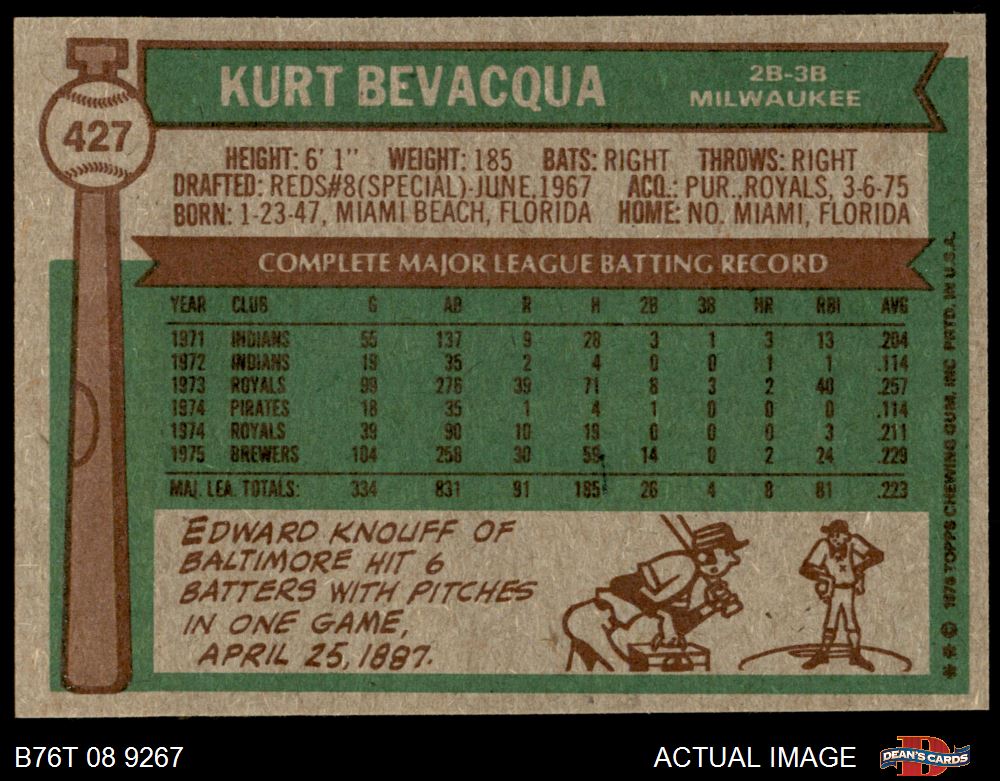 KURT BEVACQUA
2B-3B
MILWAUKEE
427
HEIGHT: 6' 1" WEIGHT: 185 BATS: RIGHT THROWS: RIGHT
DRAFTED: REDS#8(SPECIAL)-JUNE,1967 ACQ.: PUR.,ROYALS, 3-6-75
BORN: 1-23-47, MIAMI BEACH, FLORIDA HOME: NO. MIAMI, FLORIDA
COMPLETE MAJOR LEAGUE BATTING RECORD
YEAR CLUB G AB R H 2B 3B HR RBI AVG
1971 INDIANS 55 137 9 28 3 1 3 13 .204
1972 INDIANS 19 35 2 4 0 0 1 1 .114
1973 ROYALS 99 276 39 71 8 3 2 40 .257
1974 PIRATES 18 35 1 4 1 0 0 0 .114
1974 ROYALS 39 90 10 19 0 0 0 3 .211
1975 BREWERS 104 258 30 59 14 0 2 24 .229
MAJ. LEA. TOTALS: 334 831 91 185 26 4 8 81 .223
EDWARD KNOUFF OF
BALTIMORE HIT 6
BATTERS WITH PITCHES
IN ONE GAME,
APRIL 25, 1887.
** © 1976 TOPPS CHEWING GUM, INC. PRTD. IN U.S.A.
B76T 08 9267
ACTUAL IMAGE
DEAN'S CARDS